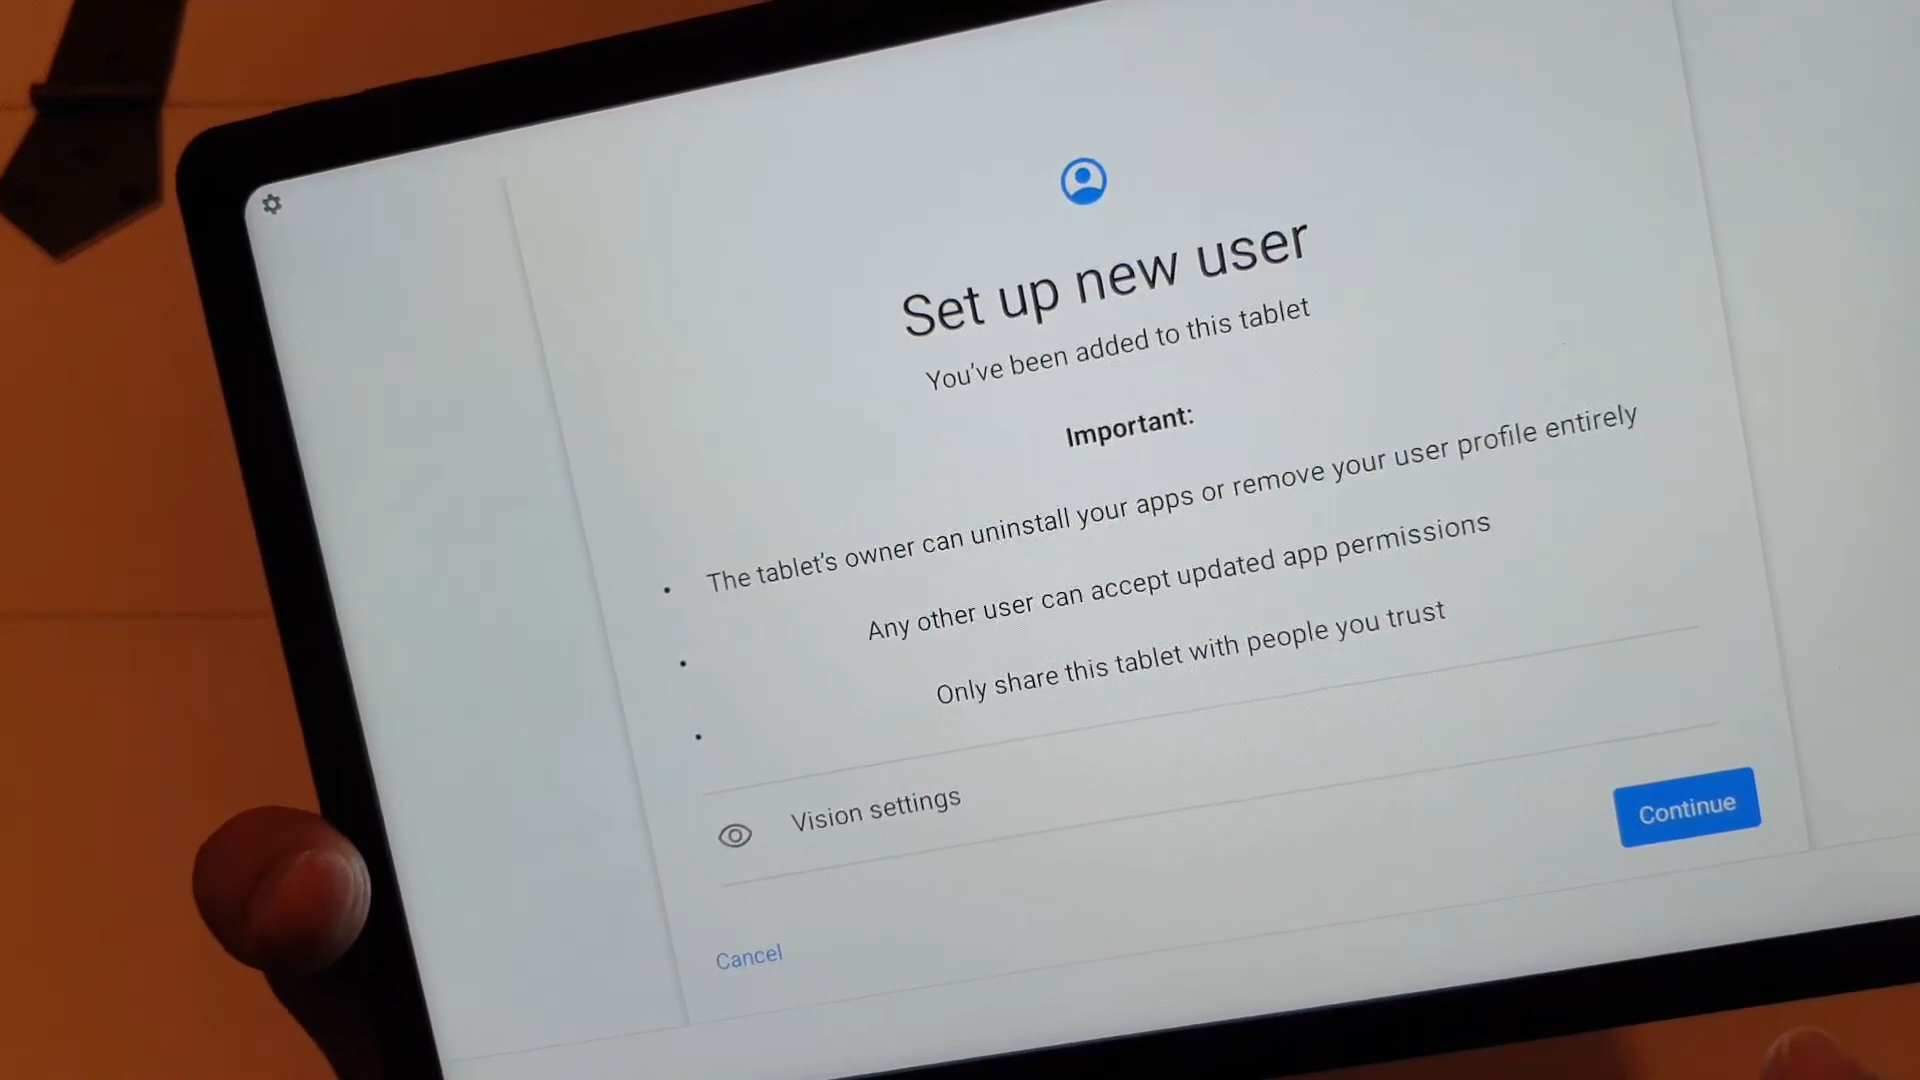 Set up new user
You've been added to this tablet
Important:
• The tablet's owner can uninstall your apps or remove your user profile entirely
• Any other user can accept updated app permissions
• Only share this tablet with people you trust
Vision settings
Continue
Cancel